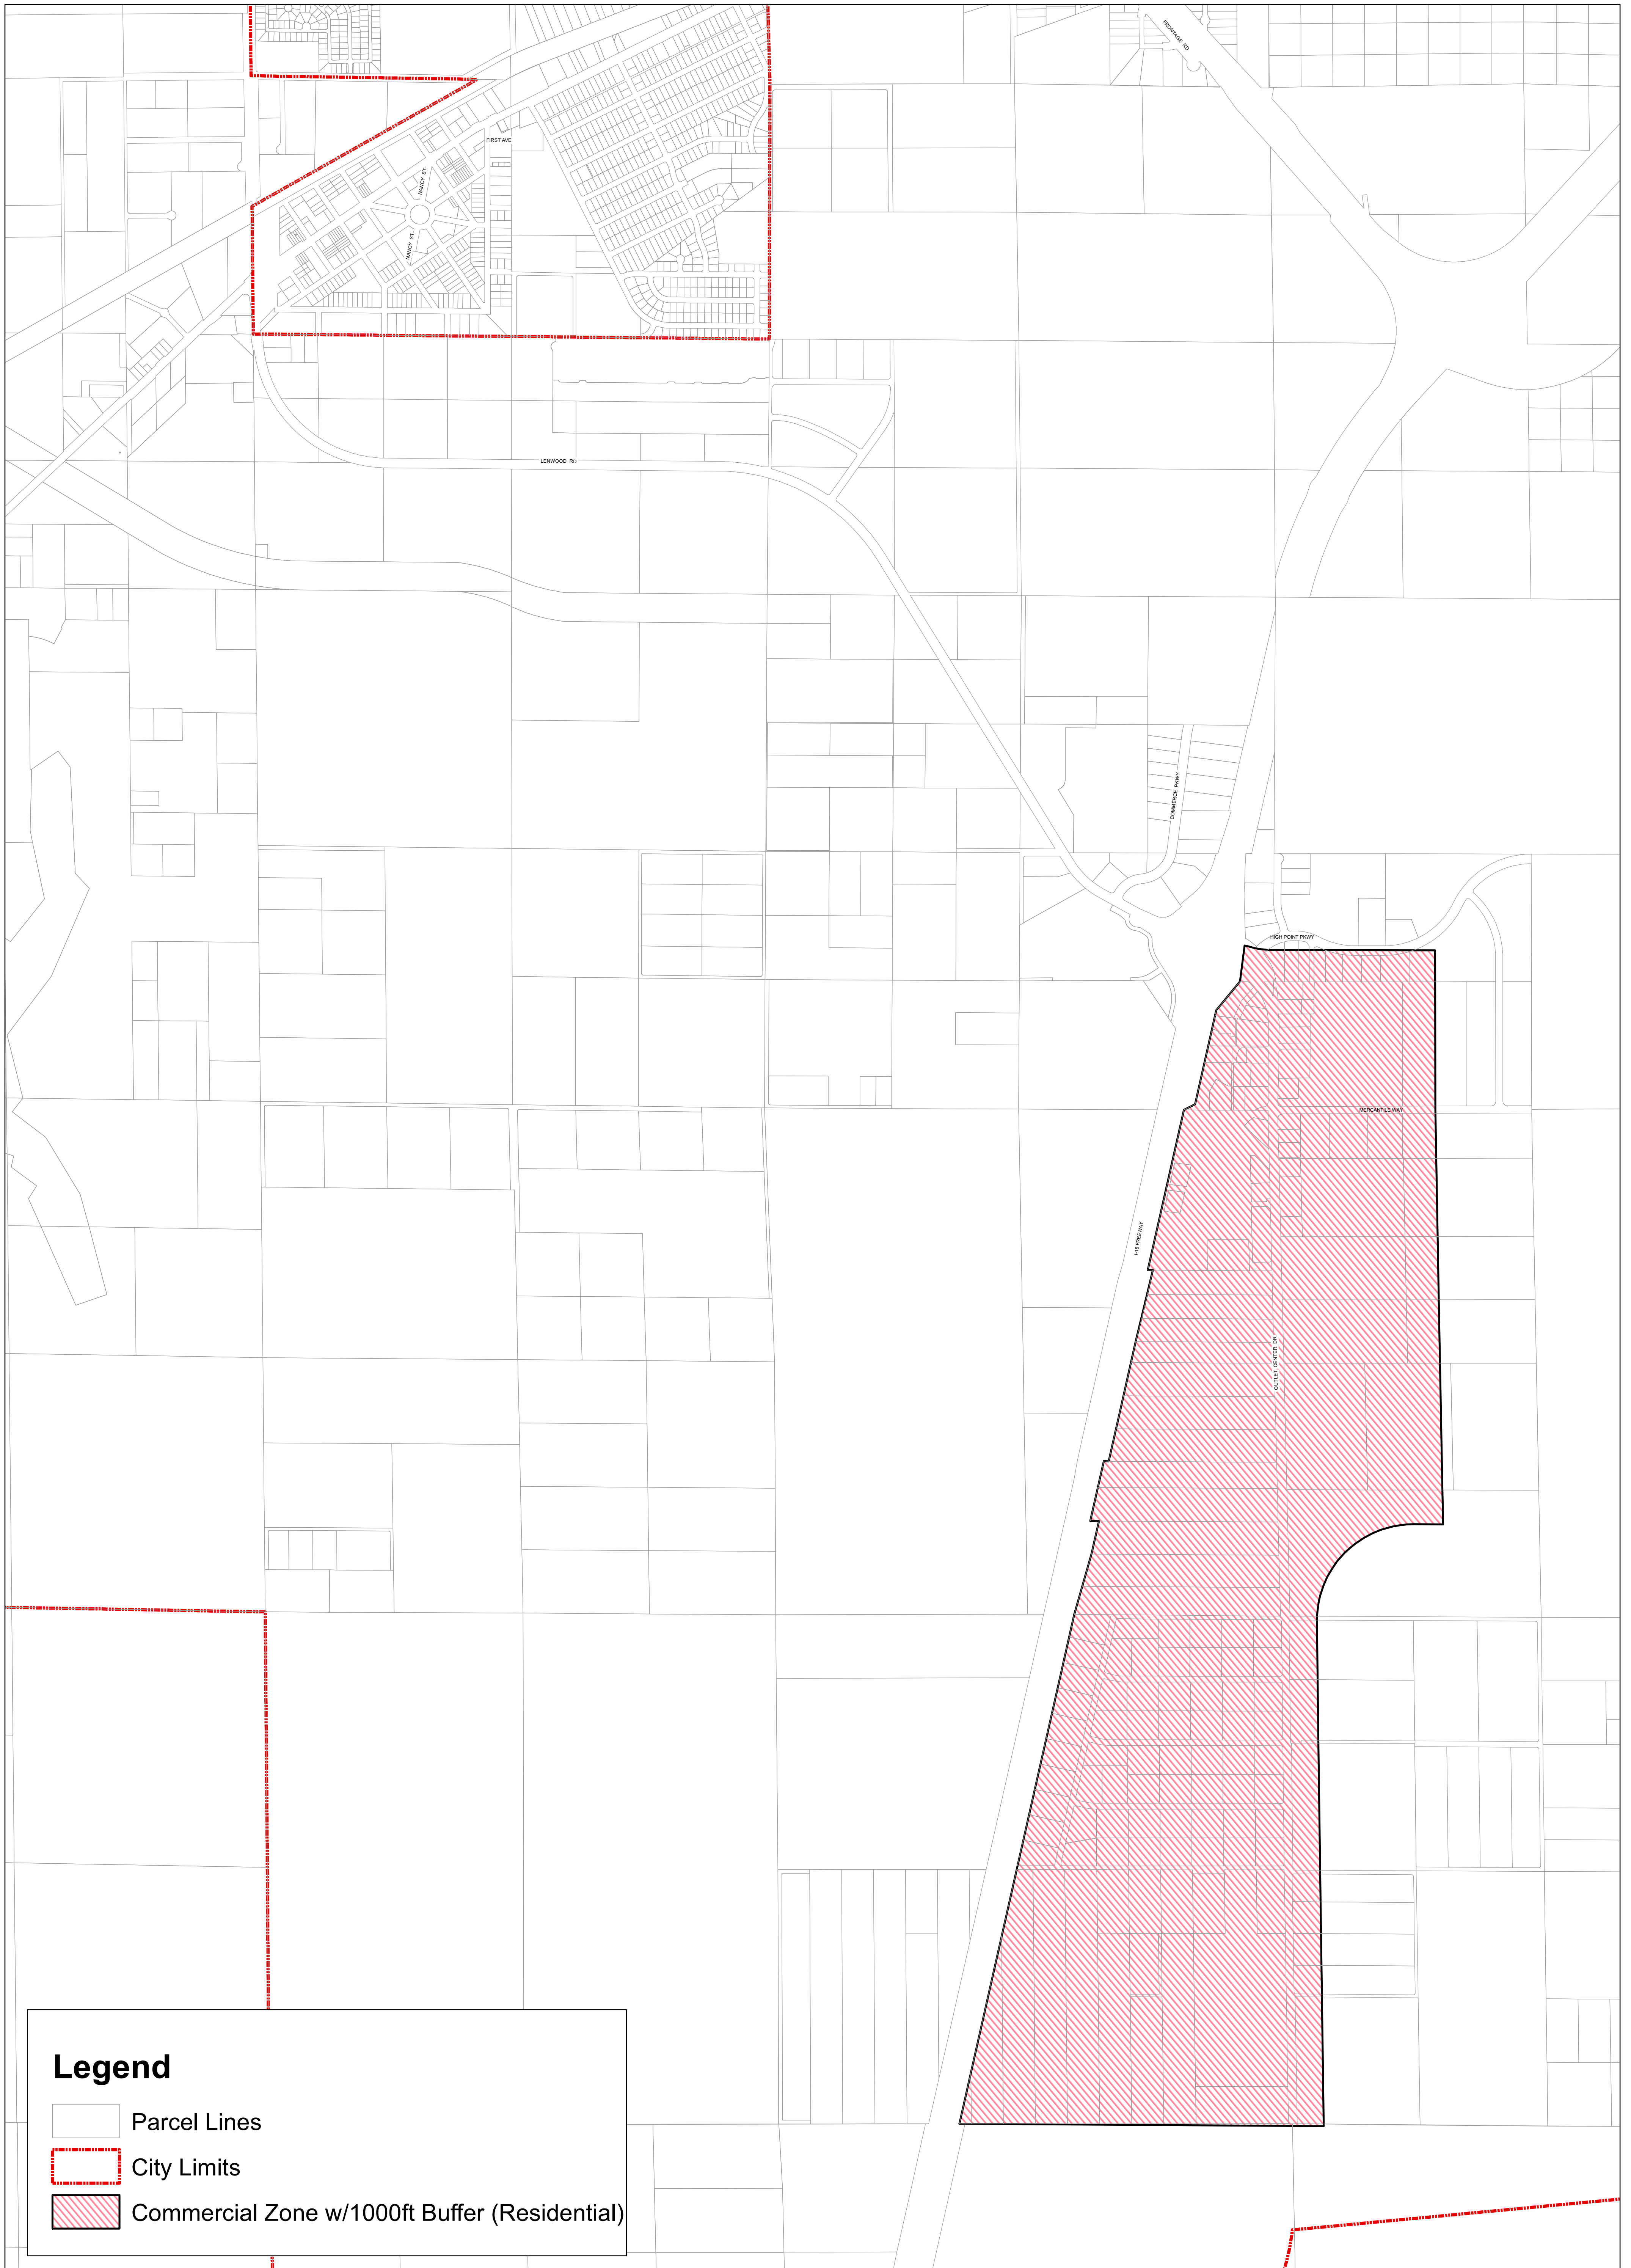 FRONTAGE RD
FIRST AVE
NANCY ST
NANCY ST
LENWOOD RD
COMMERCE PKWY
HIGH POINT PKWY
MERCANTILE WAY
I-15 FREEWAY
OUTLET CENTER DR
Legend
Parcel Lines
City Limits
Commercial Zone w/1000ft Buffer (Residential)